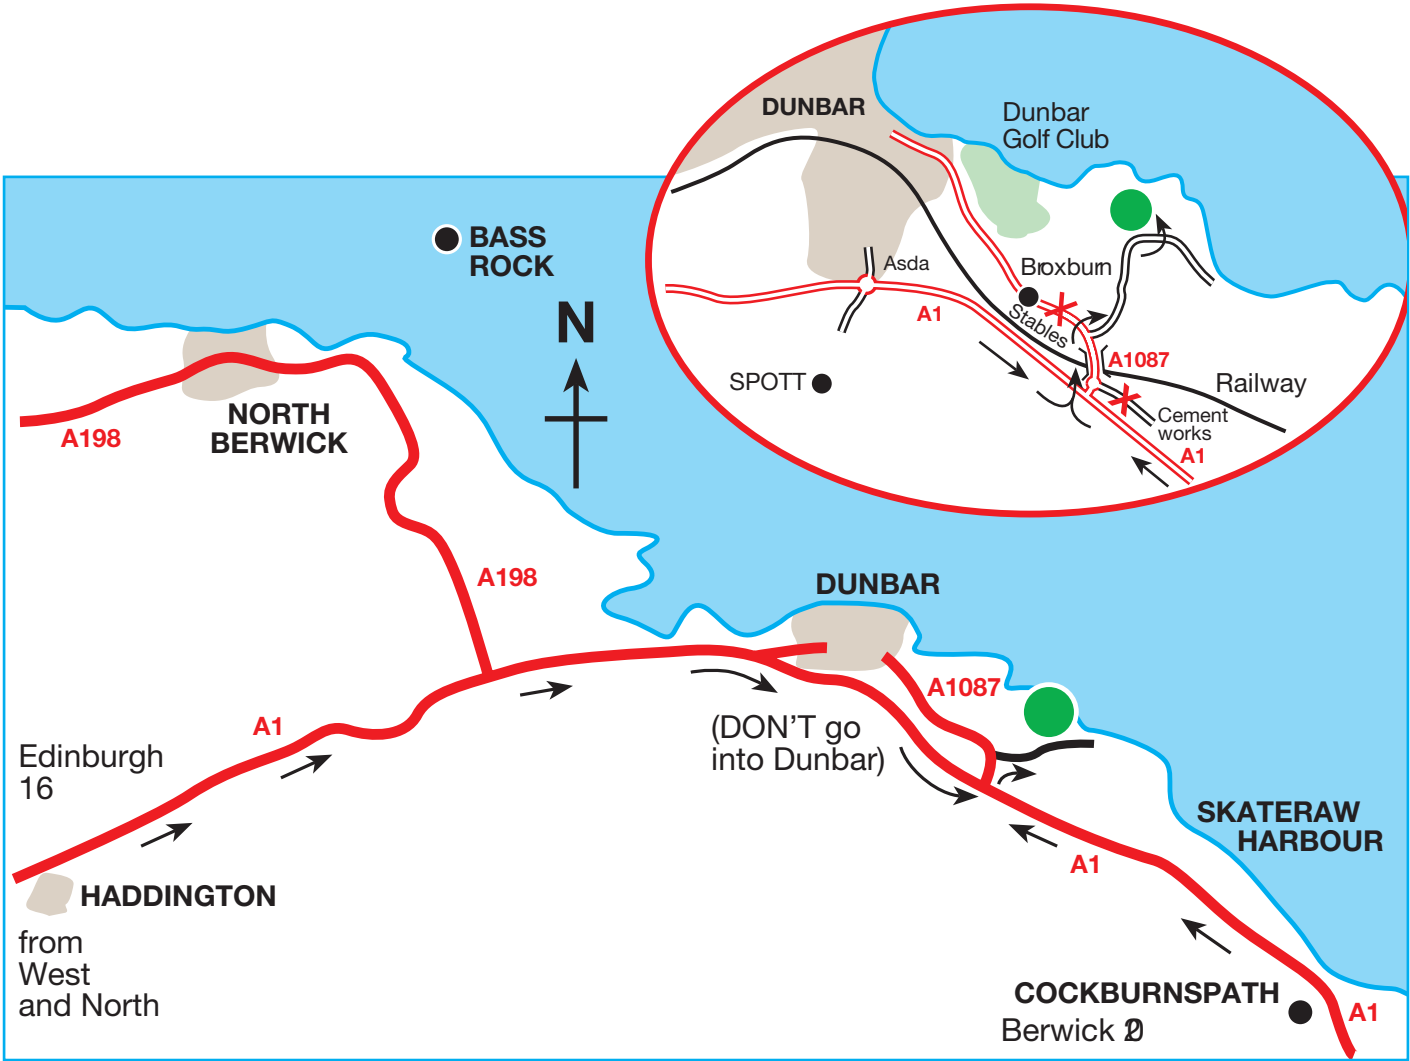 DUNBAR
Dunbar
Golf Club
Asda
Broxburn
Stables
A1
A1087
SPOTT
Railway
Cement
works
A1
BASS
ROCK
N
NORTH
BERWICK
A198
A198
DUNBAR
A1087
(DON'T go
into Dunbar)
A1
Edinburgh
16
SKATERAW
HARBOUR
A1
HADDINGTON
from
West
and North
COCKBURNSPATH
Berwick 20
A1